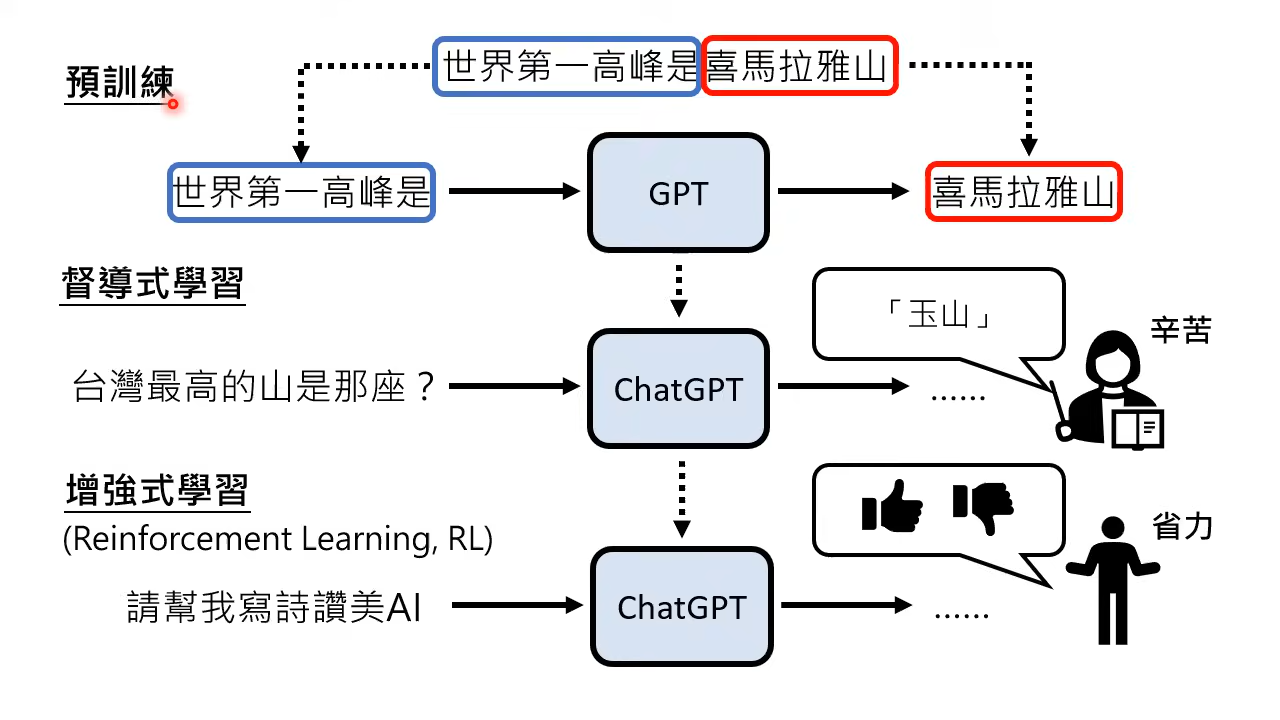 世界第一高峰是喜馬拉雅山
預訓練
世界第一高峰是
GPT
喜馬拉雅山
督導式學習
「玉山」
辛苦
台灣最高的山是那座？
ChatGPT
......
增強式學習
(Reinforcement Learning, RL)
省力
請幫我寫詩讚美AI
ChatGPT
......